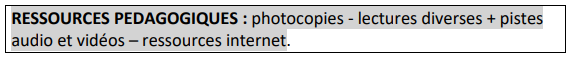 RESSOURCES PEDAGOGIQUES : photocopies - lectures diverses + pistes
audio et vidéos – ressources internet.